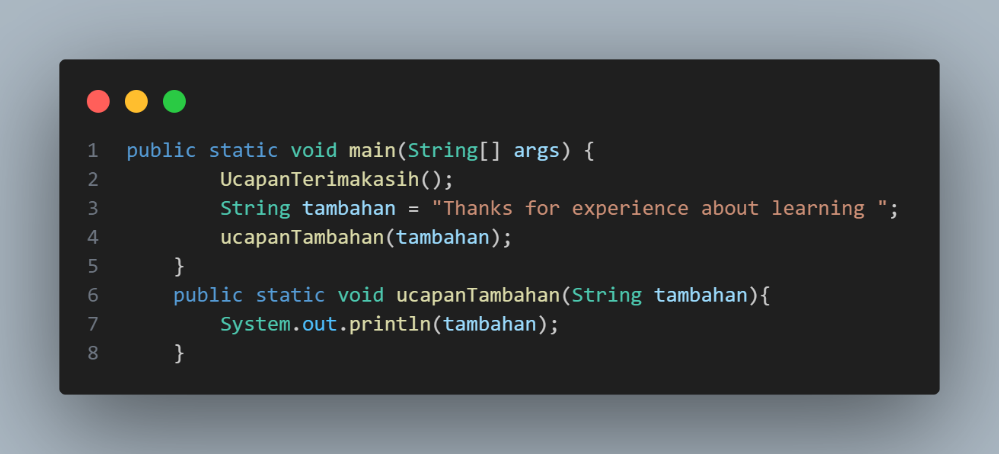 1 public static void main(String[] args) {
2 UcapanTerimakasih();
3 String tambahan = "Thanks for experience about learning ";
4 ucapanTambahan(tambahan);
5 }
6 public static void ucapanTambahan(String tambahan){
7 System.out.println(tambahan);
8 }